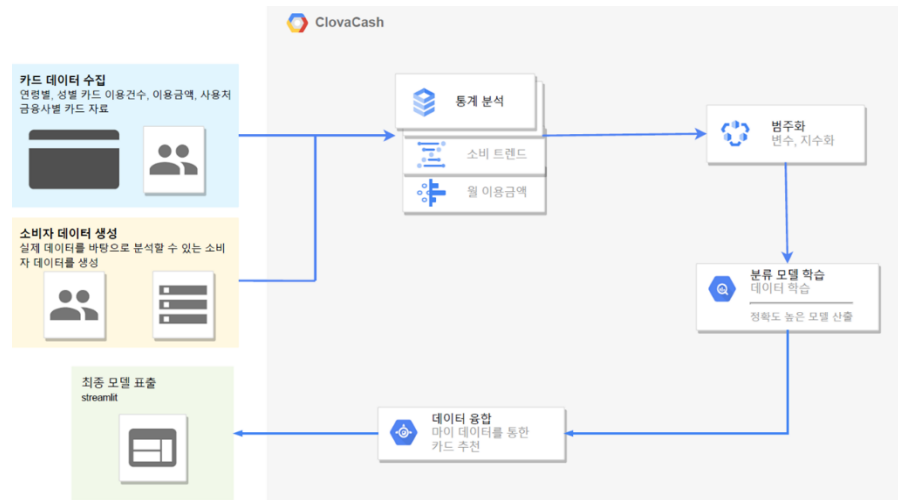 ClovaCash
카드 데이터 수집
연령별, 성별 카드 이용건수, 이용금액, 사용처
금융사별 카드 자료
소비자 데이터 생성
실제 데이터를 바탕으로 분석할 수 있는 소비
자 데이터를 생성
통계 분석
소비 트렌드
월 이용금액
범주화
변수, 지수화
분류 모델 학습
데이터 학습
정확도 높은 모델 산출
데이터 융합
마이 데이터를 통한
카드 추천
최종 모델 표출
streamlit